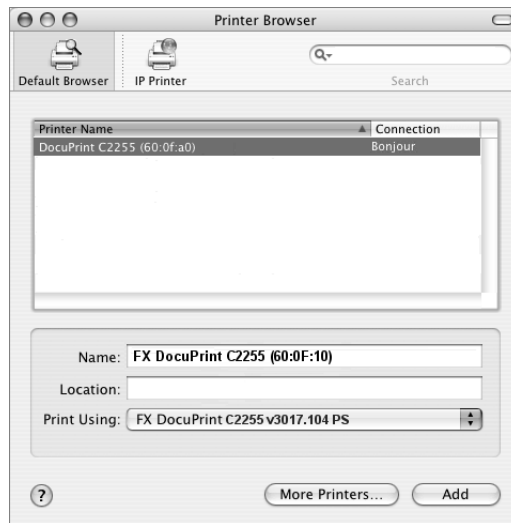 Printer Browser
Default Browser
IP Printer
Search
Printer Name
Connection
DocuPrint C2255 (60:0f:a0)
Bonjour
Name: FX DocuPrint C2255 (60:0F:10)
Location:
Print Using: FX DocuPrint C2255 v3017.104 PS
? More Printers... Add